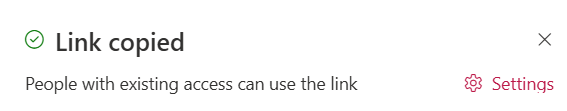 Link copied
People with existing access can use the link
Settings